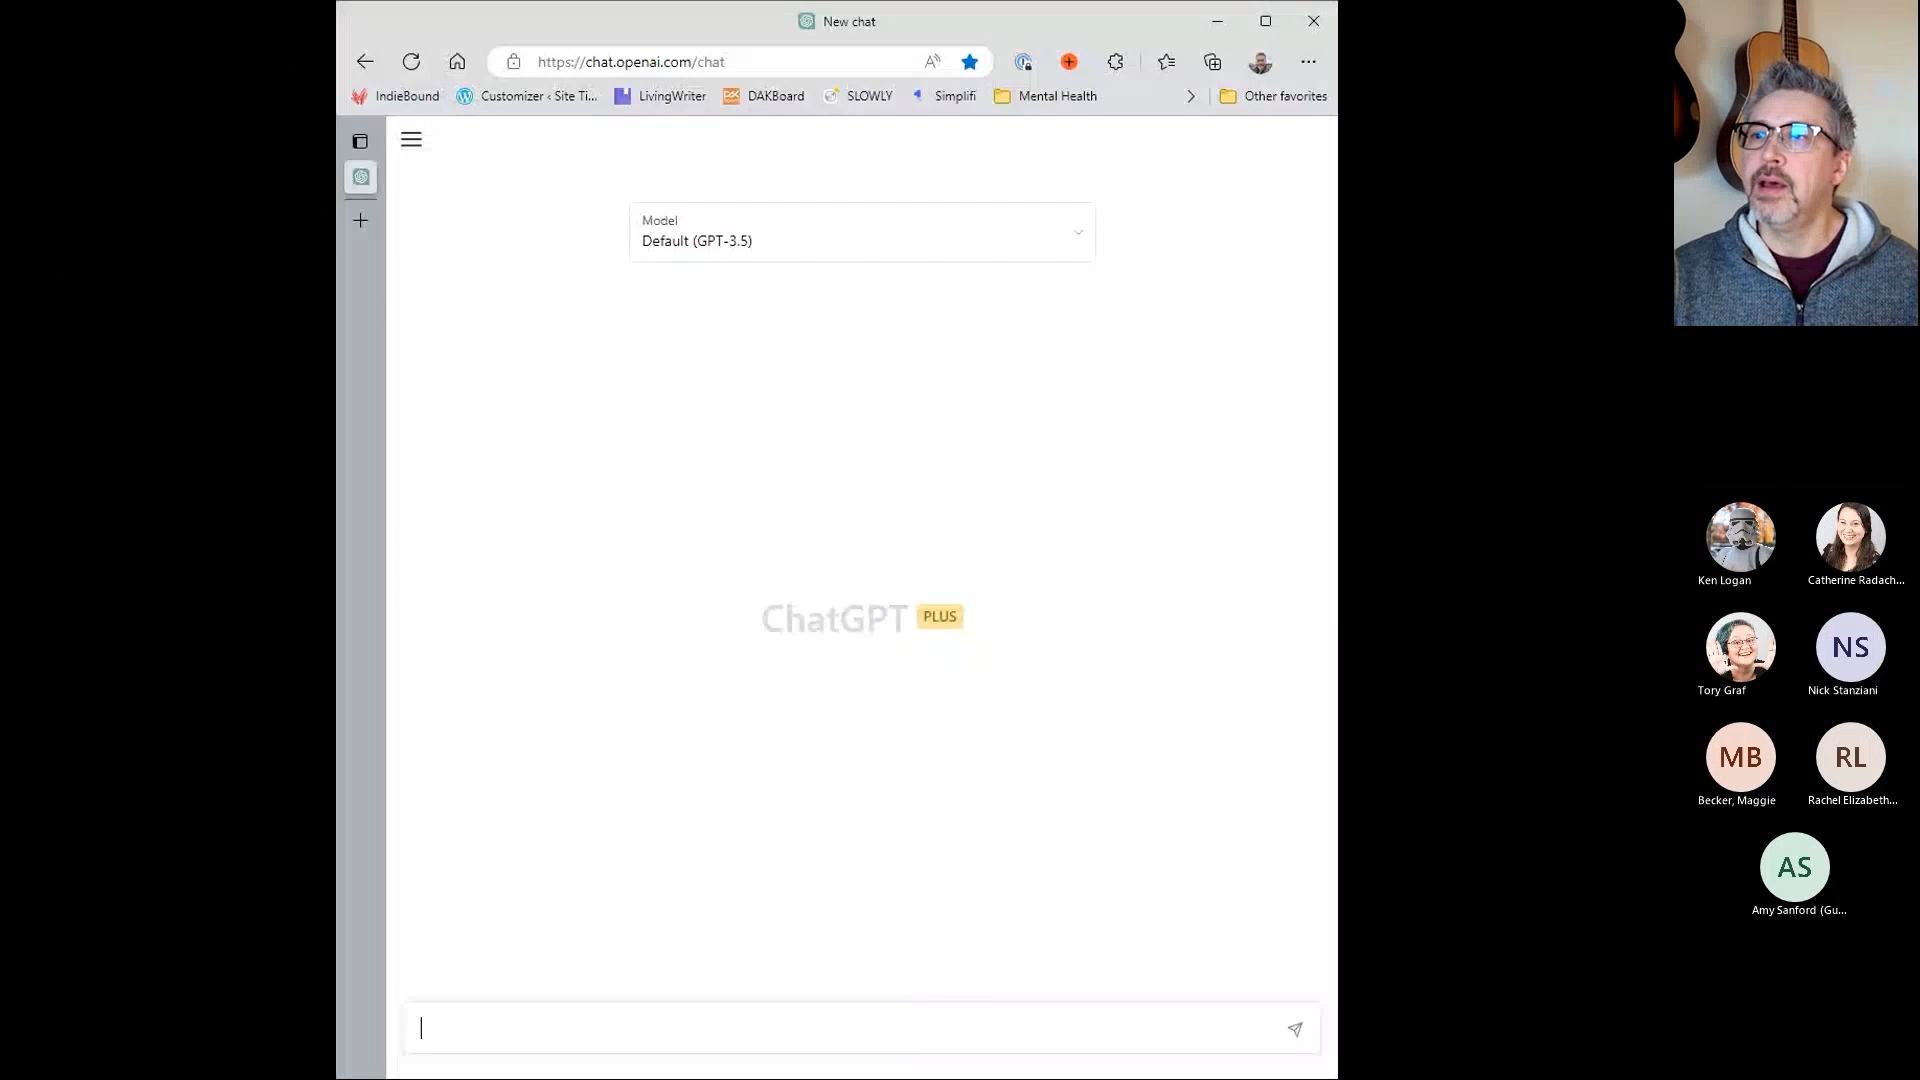 New chat
https://chat.openai.com/chat
IndieBound
Customizer ‹ Site Ti...
LivingWriter
DAKBoard
SLOWLY
Simplifi
Mental Health
Other favorites
Model
Default (GPT-3.5)
ChatGPT PLUS
Ken Logan
Catherine Radach...
Tory Graf
NS
Nick Stanziani
MB
Becker, Maggie
RL
Rachel Elizabeth...
AS
Amy Sanford (Gu...